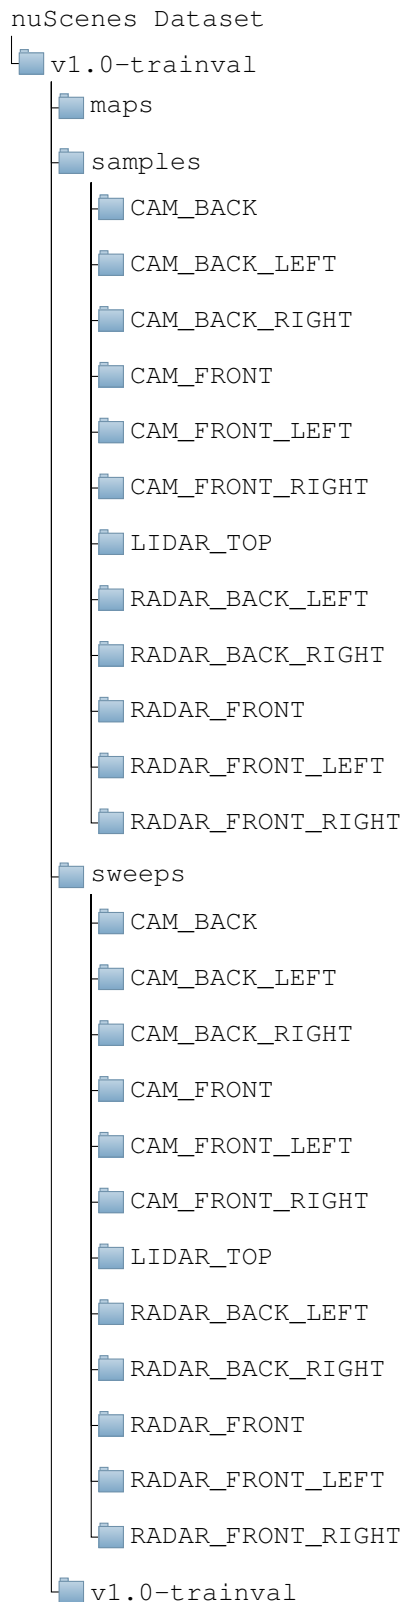 nuScenes Dataset
v1.0-trainval
maps
samples
CAM_BACK
CAM_BACK_LEFT
CAM_BACK_RIGHT
CAM_FRONT
CAM_FRONT_LEFT
CAM_FRONT_RIGHT
LIDAR_TOP
RADAR_BACK_LEFT
RADAR_BACK_RIGHT
RADAR_FRONT
RADAR_FRONT_LEFT
RADAR_FRONT_RIGHT
sweeps
CAM_BACK
CAM_BACK_LEFT
CAM_BACK_RIGHT
CAM_FRONT
CAM_FRONT_LEFT
CAM_FRONT_RIGHT
LIDAR_TOP
RADAR_BACK_LEFT
RADAR_BACK_RIGHT
RADAR_FRONT
RADAR_FRONT_LEFT
RADAR_FRONT_RIGHT
v1.0-trainval